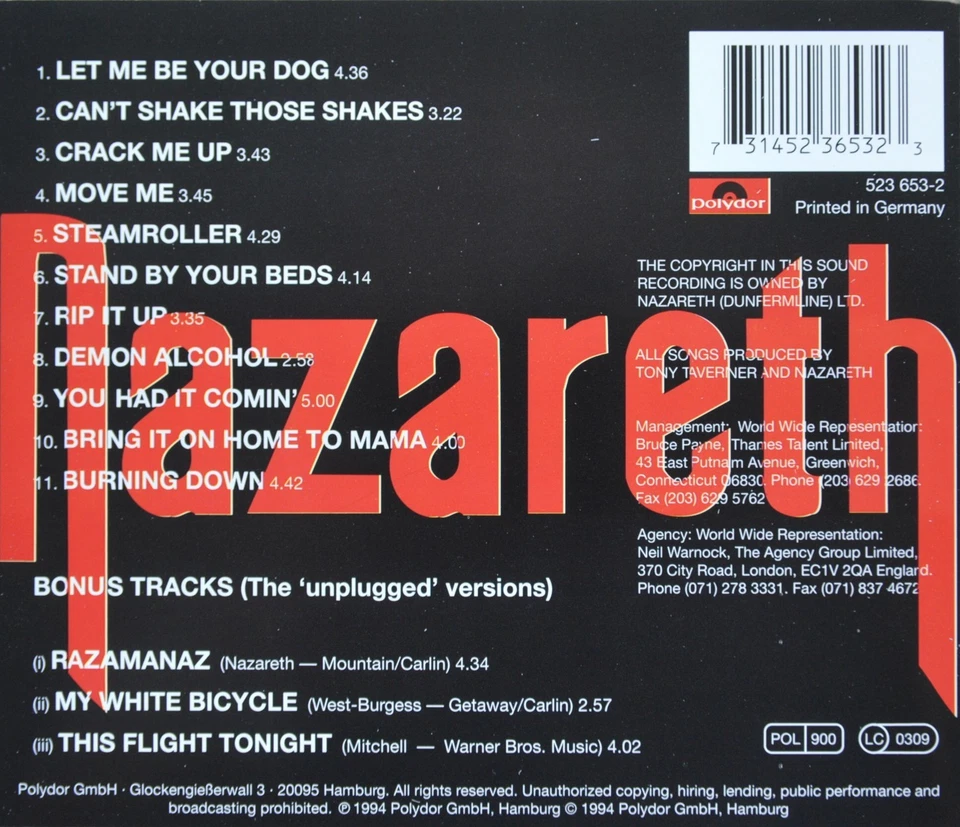 1. LET ME BE YOUR DOG 4.36
2. CAN'T SHAKE THOSE SHAKES 3.22
3. CRACK ME UP 3.43
4. MOVE ME 3.45
5. STEAMROLLER 4.29
6. STAND BY YOUR BEDS 4.14
7. RIP IT UP 3.35
8. DEMON ALCOHOL 2.58
9. YOU HAD IT COMIN' 5.00
10. BRING IT ON HOME TO MAMA 4.00
11. BURNING DOWN 4.42
nazareth
BONUS TRACKS (The 'unplugged' versions)
(i) RAZAMANAZ (Nazareth — Mountain/Carlin) 4.34
(ii) MY WHITE BICYCLE (West-Burgess — Getaway/Carlin) 2.57
(iii) THIS FLIGHT TONIGHT (Mitchell — Warner Bros. Music) 4.02
7 31452 36532 3
polydor
523 653-2
Printed in Germany
THE COPYRIGHT IN THIS SOUND
RECORDING IS OWNED BY
NAZARETH (DUNFERMLINE) LTD.
ALL SONGS PRODUCED BY
TONY TAVERNER AND NAZARETH
Management: World Wide Representation:
Bruce Payne, Thames Talent Limited,
43 East Putnam Avenue, Greenwich,
Connecticut 06830. Phone (203) 629 2686.
Fax (203) 629 5762
Agency: World Wide Representation:
Neil Warnock, The Agency Group Limited,
370 City Road, London, EC1V 2QA England.
Phone (071) 278 3331. Fax (071) 837 4672
POL 900
LC 0309
Polydor GmbH · Glockengießerwall 3 · 20095 Hamburg. All rights reserved. Unauthorized copying, hiring, lending, public performance and
broadcasting prohibited. ℗ 1994 Polydor GmbH, Hamburg © 1994 Polydor GmbH, Hamburg